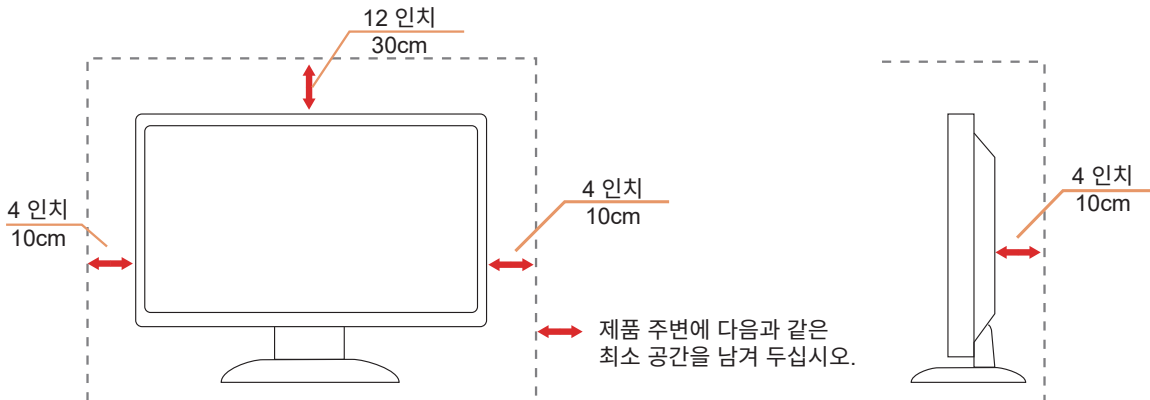 12 인치
30cm
4 인치
10cm
4 인치
10cm
제품 주변에 다음과 같은
최소 공간을 남겨 두십시오.
4 인치
10cm